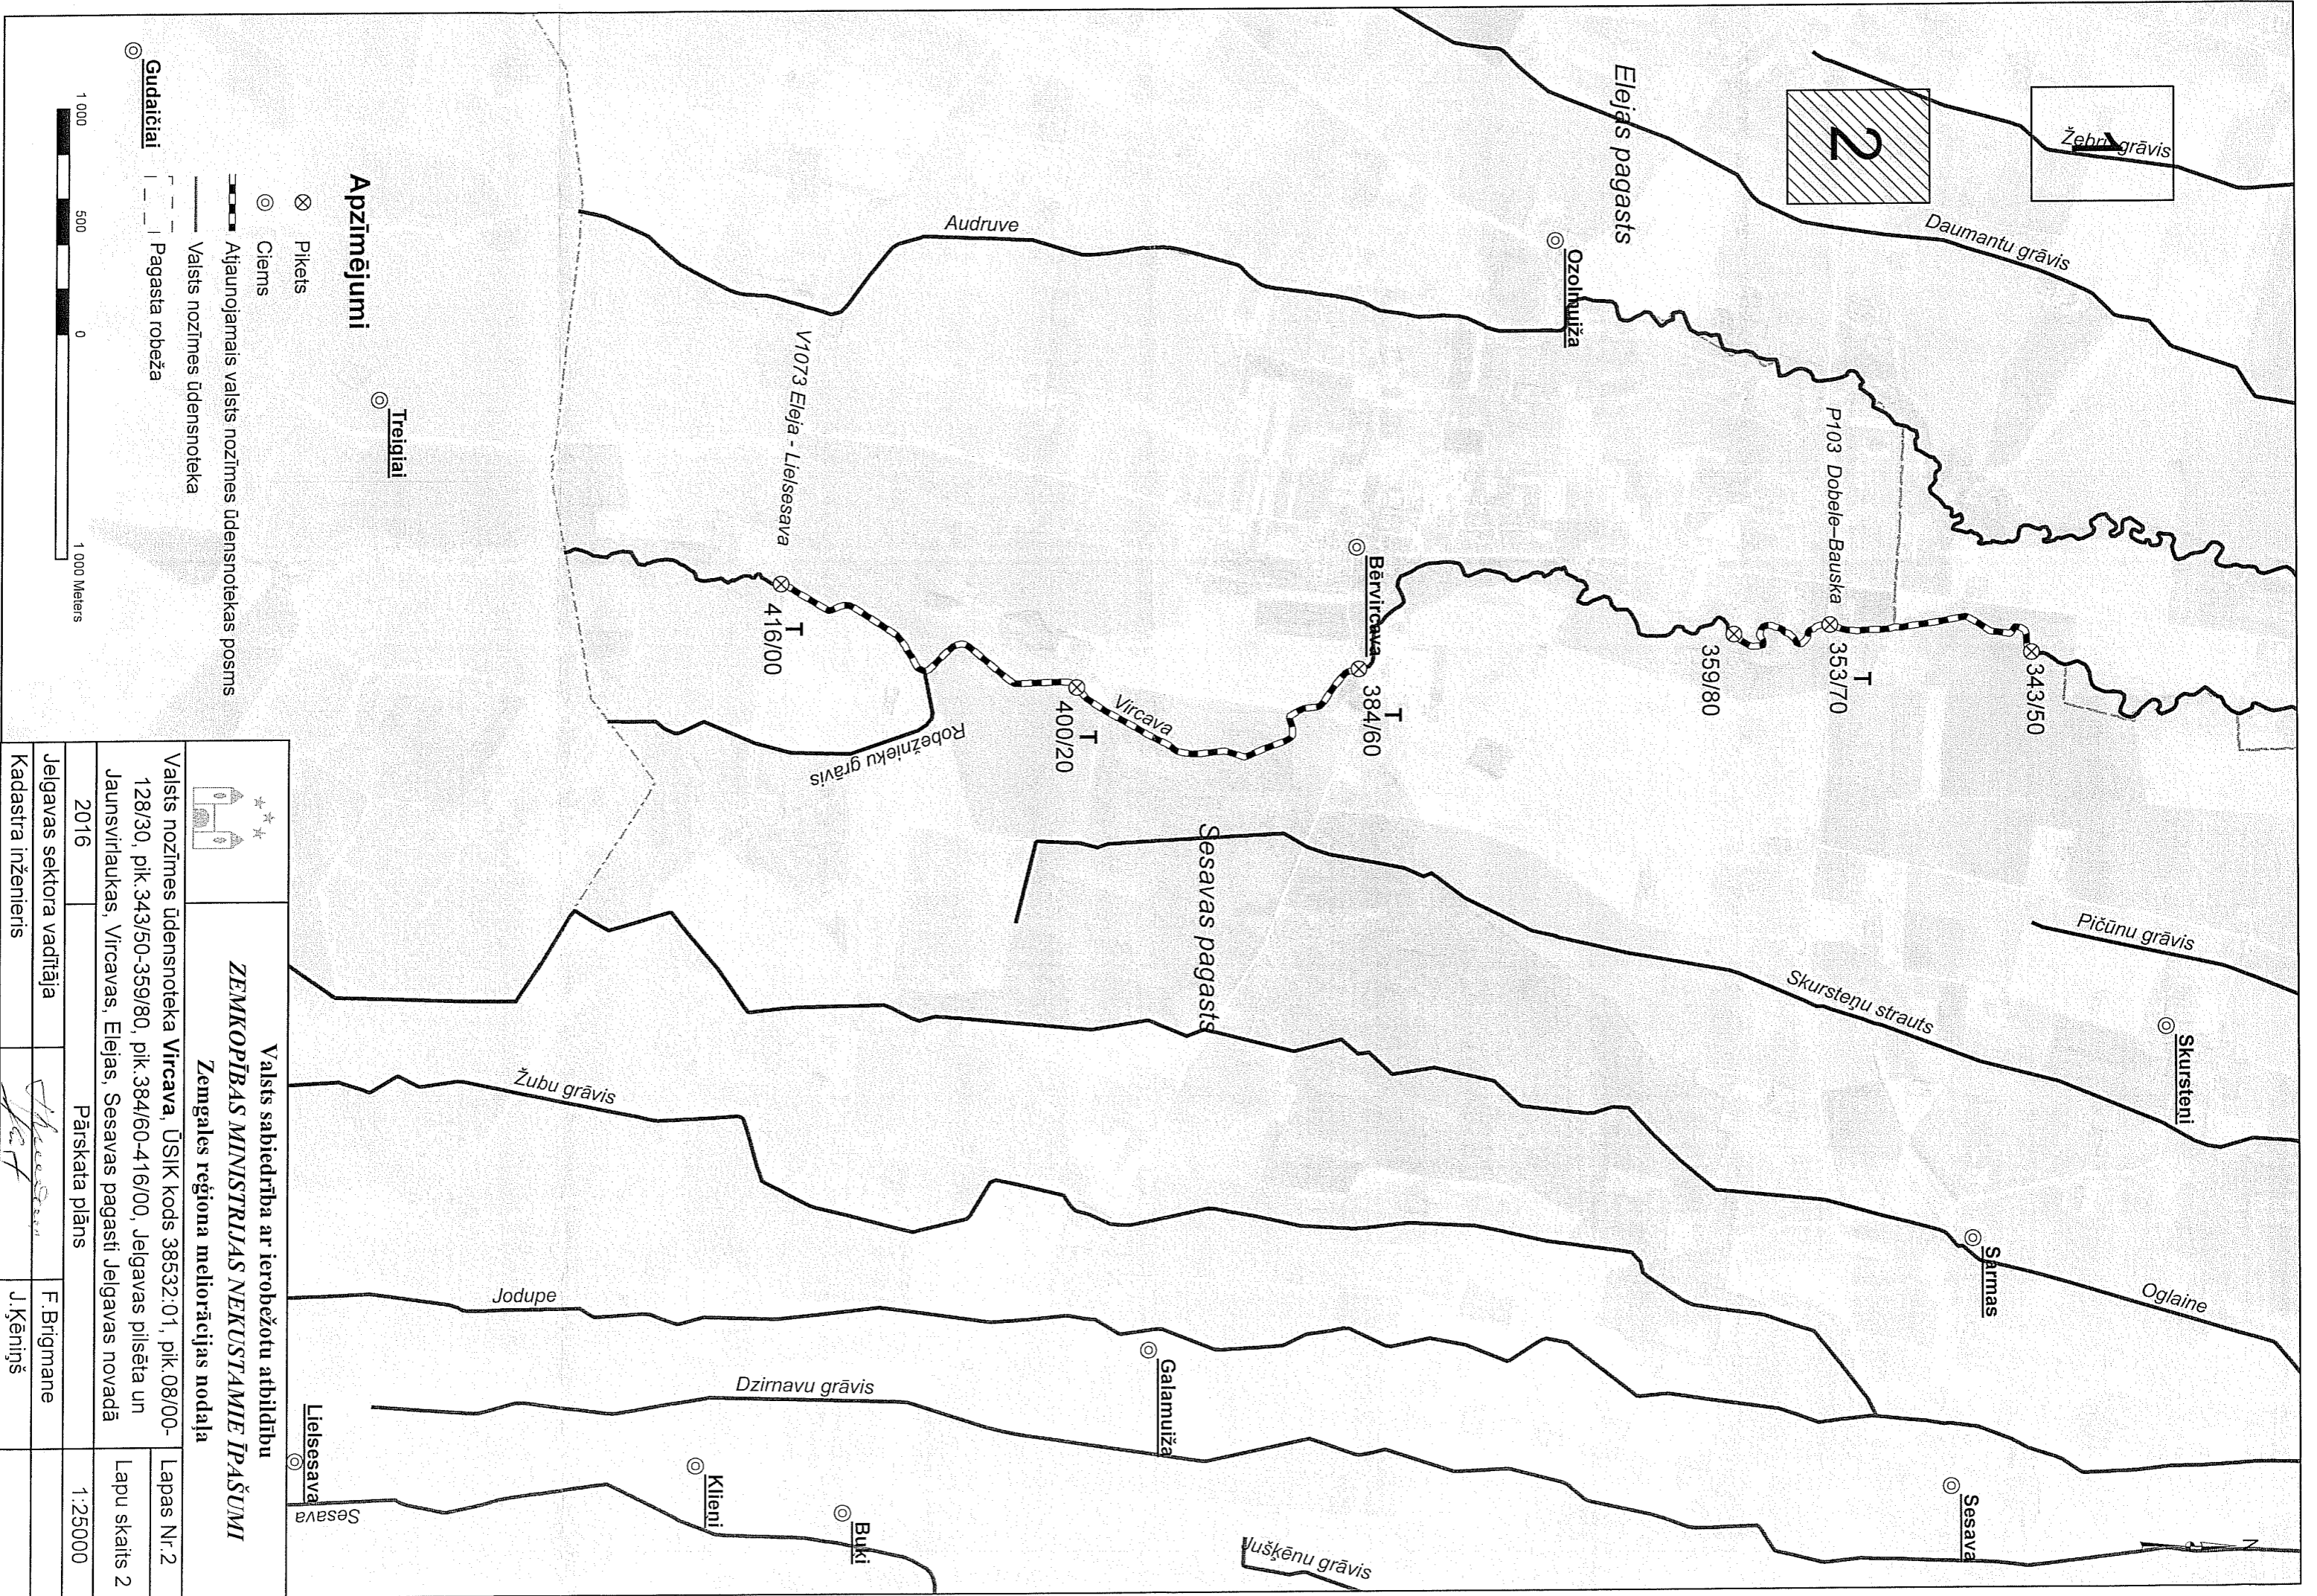 1
Žebru grāvis
2
Elejas pagasts
Daumantu grāvis
Ozolmuiža
Audruve
V1073 Eleja - Lielsesava
P103 Dobele–Bauska
343/50
T
353/70
359/80
Bērvircava
T
384/60
Vircava
T
400/20
T
416/00
Robežnieku grāvis
Sesavas pagasts
Pičūnu grāvis
Skursteņu strauts
Skursteņi
Sarmas
Oglaine
Žubu grāvis
Jodupe
Galamuiža
Dzirnavu grāvis
Lielsesava
Sesava
Klieņi
Buķi
Jušķēnu grāvis
Sesava
N
Gudaičiai
Treigiai
Apzīmējumi
Pikets
Ciems
Atjaunojamais valsts nozīmes ūdensnotekas posms
Valsts nozīmes ūdensnoteka
Pagasta robeža
1 000 500 0 1 000 Meters
Valsts sabiedrība ar ierobežotu atbildību
ZEMKOPĪBAS MINISTRIJAS NEKUSTAMIE ĪPAŠUMI
Zemgales reģiona meliorācijas nodaļa
Valsts nozīmes ūdensnoteka Vircava, ŪSIK kods 38532:01, pik.08/00-
128/30, pik.343/50-359/80, pik.384/60-416/00, Jelgavas pilsēta un
Jaunsvirlaukas, Vircavas, Elejas, Sesavas pagasti Jelgavas novadā
Lapas Nr.2
Lapu skaits 2
2016 Pārskata plāns 1:25000
Jelgavas sektora vadītāja F.Brigmane
Kadastra inženieris J.Ķēniņš